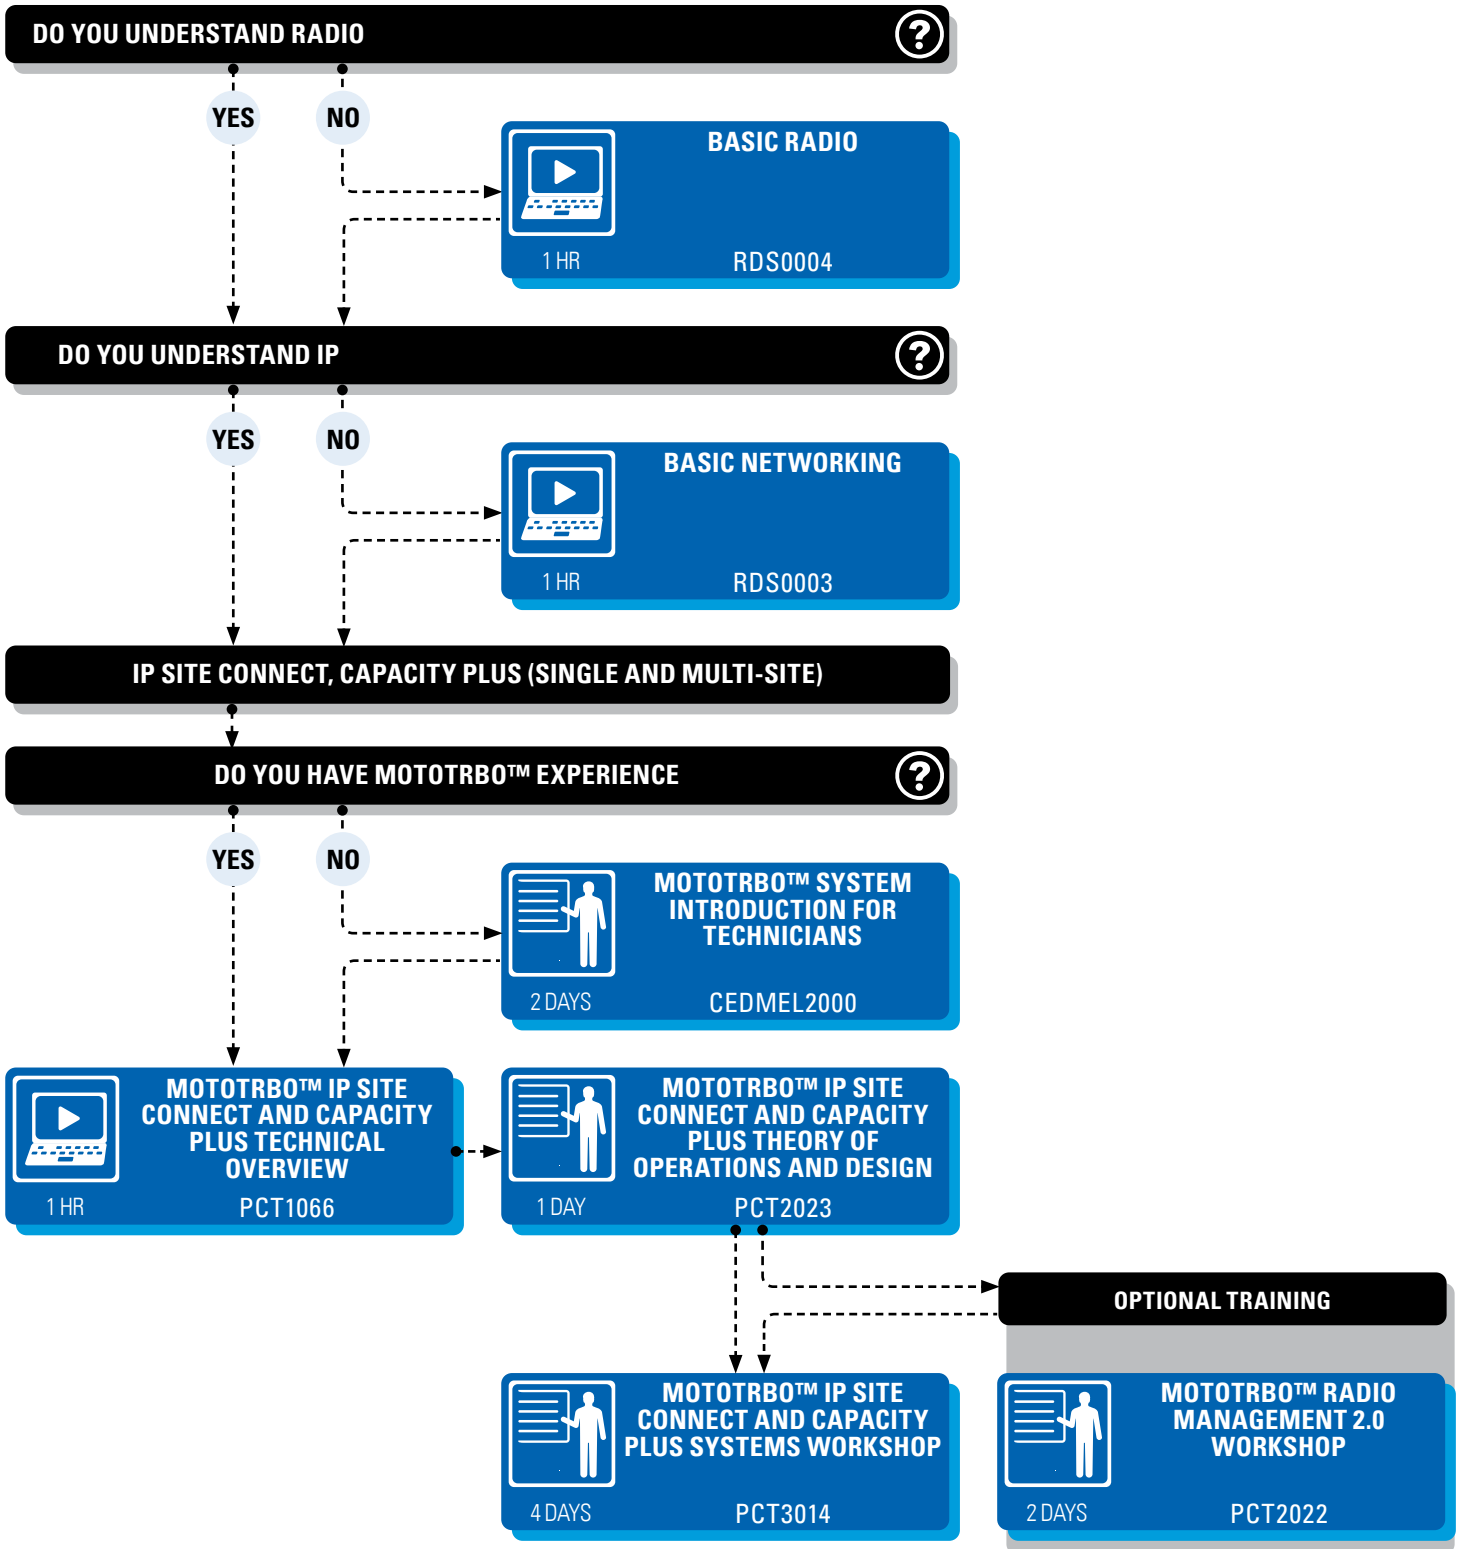 DO YOU UNDERSTAND RADIO
?
YES
NO
BASIC RADIO
1 HR
RDS0004
DO YOU UNDERSTAND IP
?
YES
NO
BASIC NETWORKING
1 HR
RDS0003
IP SITE CONNECT, CAPACITY PLUS (SINGLE AND MULTI-SITE)
DO YOU HAVE MOTOTRBO™ EXPERIENCE
?
YES
NO
MOTOTRBO™ SYSTEM
INTRODUCTION FOR
TECHNICIANS
2 DAYS
CEDMEL2000
MOTOTRBO™ IP SITE
CONNECT AND CAPACITY
PLUS TECHNICAL
OVERVIEW
1 HR
PCT1066
MOTOTRBO™ IP SITE
CONNECT AND CAPACITY
PLUS THEORY OF
OPERATIONS AND DESIGN
1 DAY
PCT2023
OPTIONAL TRAINING
MOTOTRBO™ IP SITE
CONNECT AND CAPACITY
PLUS SYSTEMS WORKSHOP
4 DAYS
PCT3014
MOTOTRBO™ RADIO
MANAGEMENT 2.0
WORKSHOP
2 DAYS
PCT2022